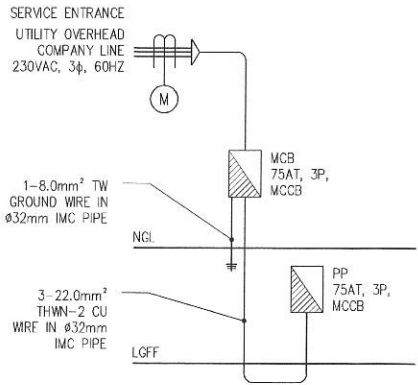 SERVICE ENTRANCE
UTILITY OVERHEAD
COMPANY LINE
230VAC, 3ϕ, 60HZ
M
MCB
75AT, 3P,
MCCB
1-8.0mm² TW
GROUND WIRE IN
ø32mm IMC PIPE
NGL
PP
75AT, 3P,
MCCB
3-22.0mm²
THWN-2 CU
WIRE IN ø32mm
IMC PIPE
LGFF